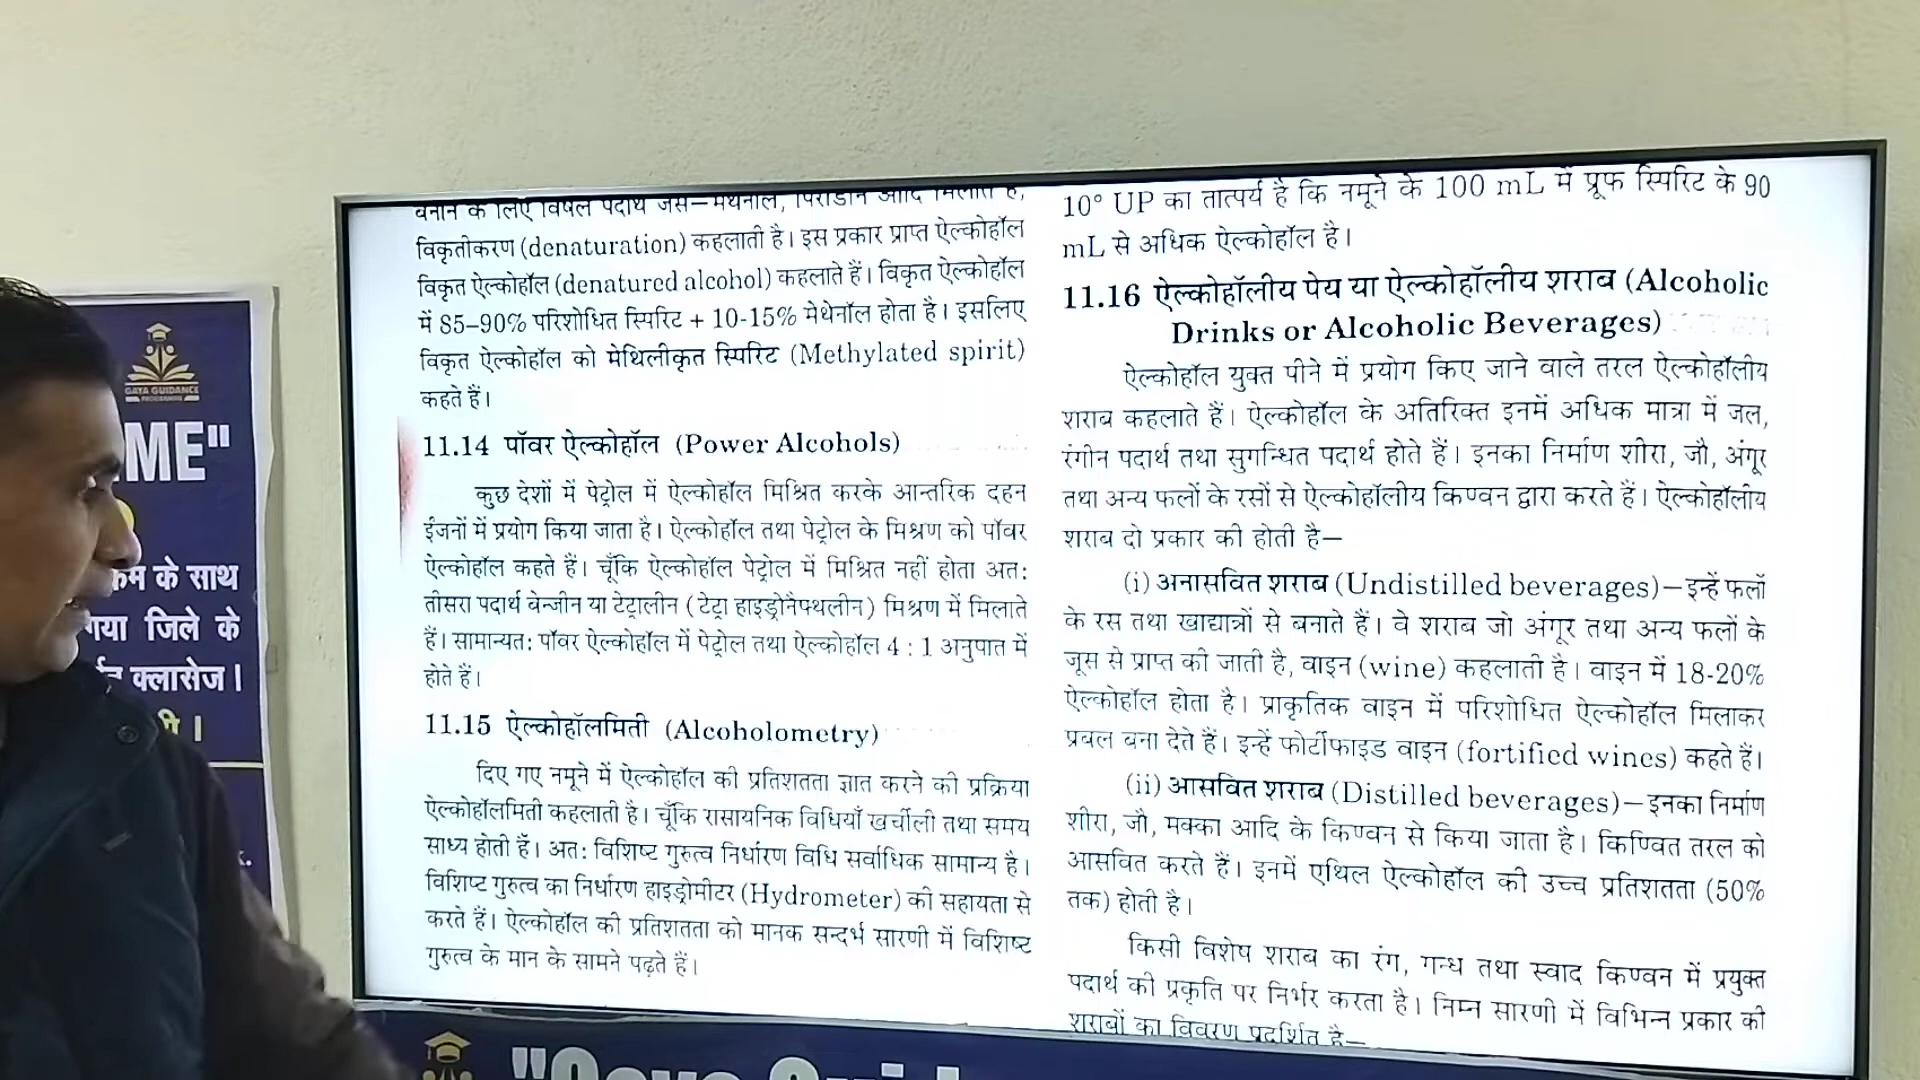 बनाने के लिए विषैले पदार्थ जैसे—मेथेनॉल, पिरीडीन आदि मिलाते हैं,
विकृतीकरण (denaturation) कहलाती है। इस प्रकार प्राप्त ऐल्कोहॉल
विकृत ऐल्कोहॉल (denatured alcohol) कहलाते हैं। विकृत ऐल्कोहॉल
में 85–90% परिशोधित स्पिरिट + 10-15% मेथेनॉल होता है। इसलिए
विकृत ऐल्कोहॉल को मेथिलीकृत स्पिरिट (Methylated spirit)
कहते हैं।
11.14 पॉवर ऐल्कोहॉल (Power Alcohols)
कुछ देशों में पेट्रोल में ऐल्कोहॉल मिश्रित करके आन्तरिक दहन
ईंजनों में प्रयोग किया जाता है। ऐल्कोहॉल तथा पेट्रोल के मिश्रण को पॉवर
ऐल्कोहॉल कहते हैं। चूँकि ऐल्कोहॉल पेट्रोल में मिश्रित नहीं होता अत:
तीसरा पदार्थ बेन्जीन या टेट्रालीन (टेट्रा हाइड्रोनैफ्थलीन) मिश्रण में मिलाते
हैं। सामान्यत: पॉवर ऐल्कोहॉल में पेट्रोल तथा ऐल्कोहॉल 4 : 1 अनुपात में
होते हैं।
11.15 ऐल्कोहॉलमिती (Alcoholometry)
दिए गए नमूने में ऐल्कोहॉल की प्रतिशतता ज्ञात करने की प्रक्रिया
ऐल्कोहॉलमिती कहलाती है। चूँकि रासायनिक विधियाँ खर्चीली तथा समय
साध्य होती हैं। अत: विशिष्ट गुरुत्व निर्धारण विधि सर्वाधिक सामान्य है।
विशिष्ट गुरुत्व का निर्धारण हाइड्रोमीटर (Hydrometer) की सहायता से
करते हैं। ऐल्कोहॉल की प्रतिशतता को मानक सन्दर्भ सारणी में विशिष्ट
गुरुत्व के मान के सामने पढ़ते हैं।
10° UP का तात्पर्य है कि नमूने के 100 mL में प्रूफ स्पिरिट के 90
mL से अधिक ऐल्कोहॉल है।
11.16 ऐल्कोहॉलीय पेय या ऐल्कोहॉलीय शराब (Alcoholic
Drinks or Alcoholic Beverages)
ऐल्कोहॉल युक्त पीने में प्रयोग किए जाने वाले तरल ऐल्कोहॉलीय
शराब कहलाते हैं। ऐल्कोहॉल के अतिरिक्त इनमें अधिक मात्रा में जल,
रंगीन पदार्थ तथा सुगन्धित पदार्थ होते हैं। इनका निर्माण शीरा, जौ, अंगूर
तथा अन्य फलों के रसों से ऐल्कोहॉलीय किण्वन द्वारा करते हैं। ऐल्कोहॉलीय
शराब दो प्रकार की होती है—
(i) अनासवित शराब (Undistilled beverages)—इन्हें फलों
के रस तथा खाद्यान्नों से बनाते हैं। वे शराब जो अंगूर तथा अन्य फलों के
जूस से प्राप्त की जाती है, वाइन (wine) कहलाती है। वाइन में 18-20%
ऐल्कोहॉल होता है। प्राकृतिक वाइन में परिशोधित ऐल्कोहॉल मिलाकर
प्रबल बना देते हैं। इन्हें फोर्टीफाइड वाइन (fortified wines) कहते हैं।
(ii) आसवित शराब (Distilled beverages)—इनका निर्माण
शीरा, जौ, मक्का आदि के किण्वन से किया जाता है। किण्वित तरल को
आसवित करते हैं। इनमें एथिल ऐल्कोहॉल की उच्च प्रतिशतता (50%
तक) होती है।
किसी विशेष शराब का रंग, गन्ध तथा स्वाद किण्वन में प्रयुक्त
पदार्थ की प्रकृति पर निर्भर करता है। निम्न सारणी में विभिन्न प्रकार की
शराबों का विवरण प्रदर्शित है—
GAYA GUIDANCE
PROGRAMME
ME"
के साथ
गया जिले के
क्लासेज।